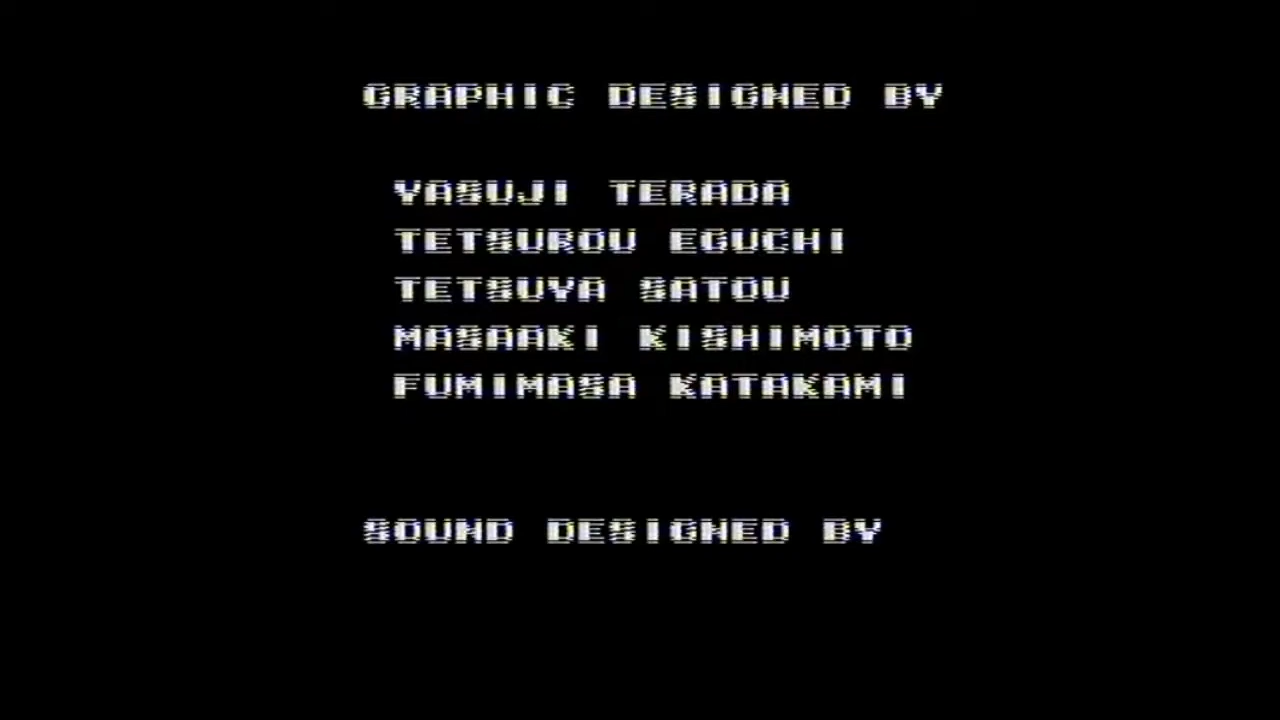 GRAPHIC DESIGNED BY
YASUJI TERADA
TETSUROU EGUCHI
TETSUYA SATOU
MASAAKI KISHIMOTO
FUMIMASA KATAKAMI
SOUND DESIGNED BY